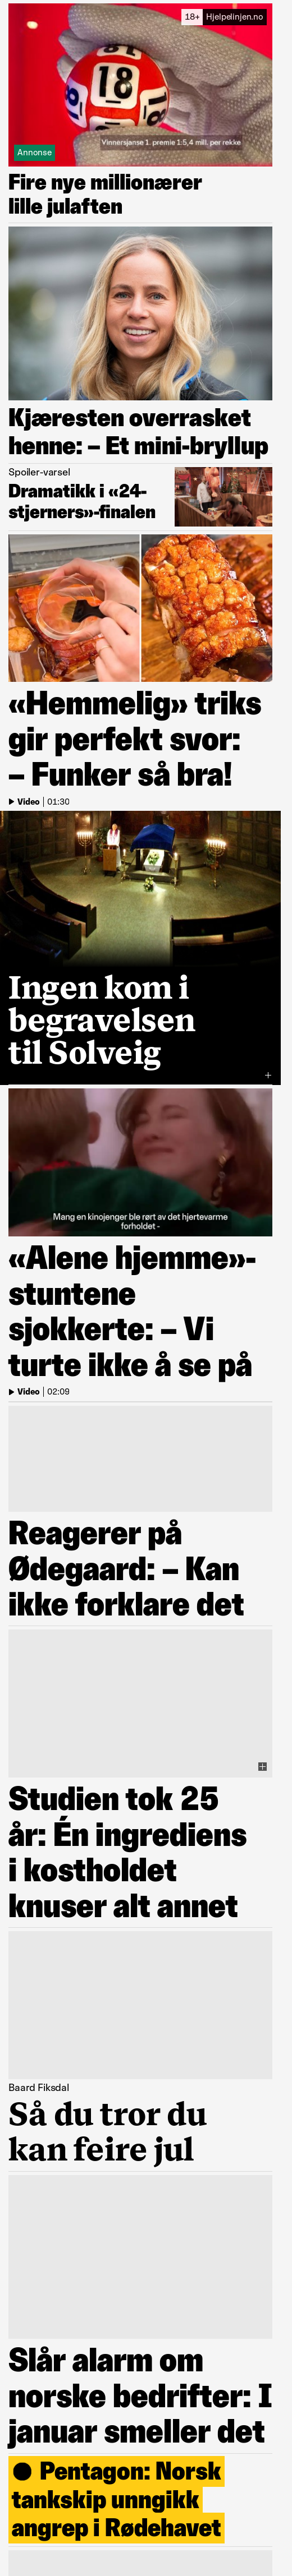 18+ Hjelpelinjen.no
18
Vinnersjanse 1. premie 1:5,4 mill. per rekke
Annonse
Fire nye millionærer
lille julaften
Kjæresten overrasket
henne: – Et mini-bryllup
Spoiler-varsel
Dramatikk i «24-
stjerners»-finalen
«Hemmelig» triks
gir perfekt svor:
– Funker så bra!
Video | 01:30
Ingen kom i
begravelsen
til Solveig
Mang en kinojenger ble rørt av det hjertevarme
forholdet -
«Alene hjemme»-
stuntene
sjokkerte: – Vi
turte ikke å se på
Video | 02:09
Reagerer på
Ødegaard: – Kan
ikke forklare det
Studien tok 25
år: Én ingrediens
i kostholdet
knuser alt annet
Baard Fiksdal
Så du tror du
kan feire jul
Slår alarm om
norske bedrifter: I
januar smeller det
Pentagon: Norsk
tankskip unngikk
angrep i Rødehavet